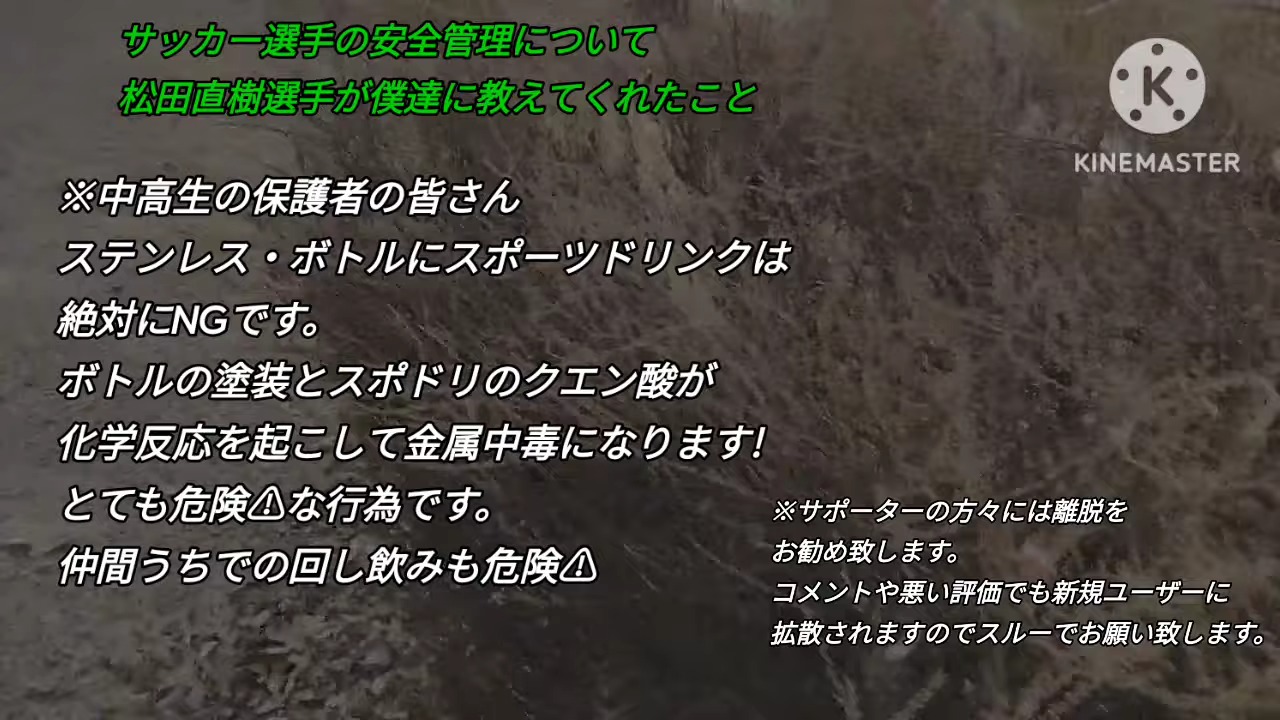 サッカー選手の安全管理について
松田直樹選手が僕達に教えてくれたこと
KINEMASTER
※中高生の保護者の皆さん
ステンレス・ボトルにスポーツドリンクは
絶対にNGです。
ボトルの塗装とスポドリのクエン酸が
化学反応を起こして金属中毒になります!
とても危険⚠な行為です。
仲間うちでの回し飲みも危険⚠
※サポーターの方々には離脱を
お勧め致します。
コメントや悪い評価でも新規ユーザーに
拡散されますのでスルーでお願い致します。